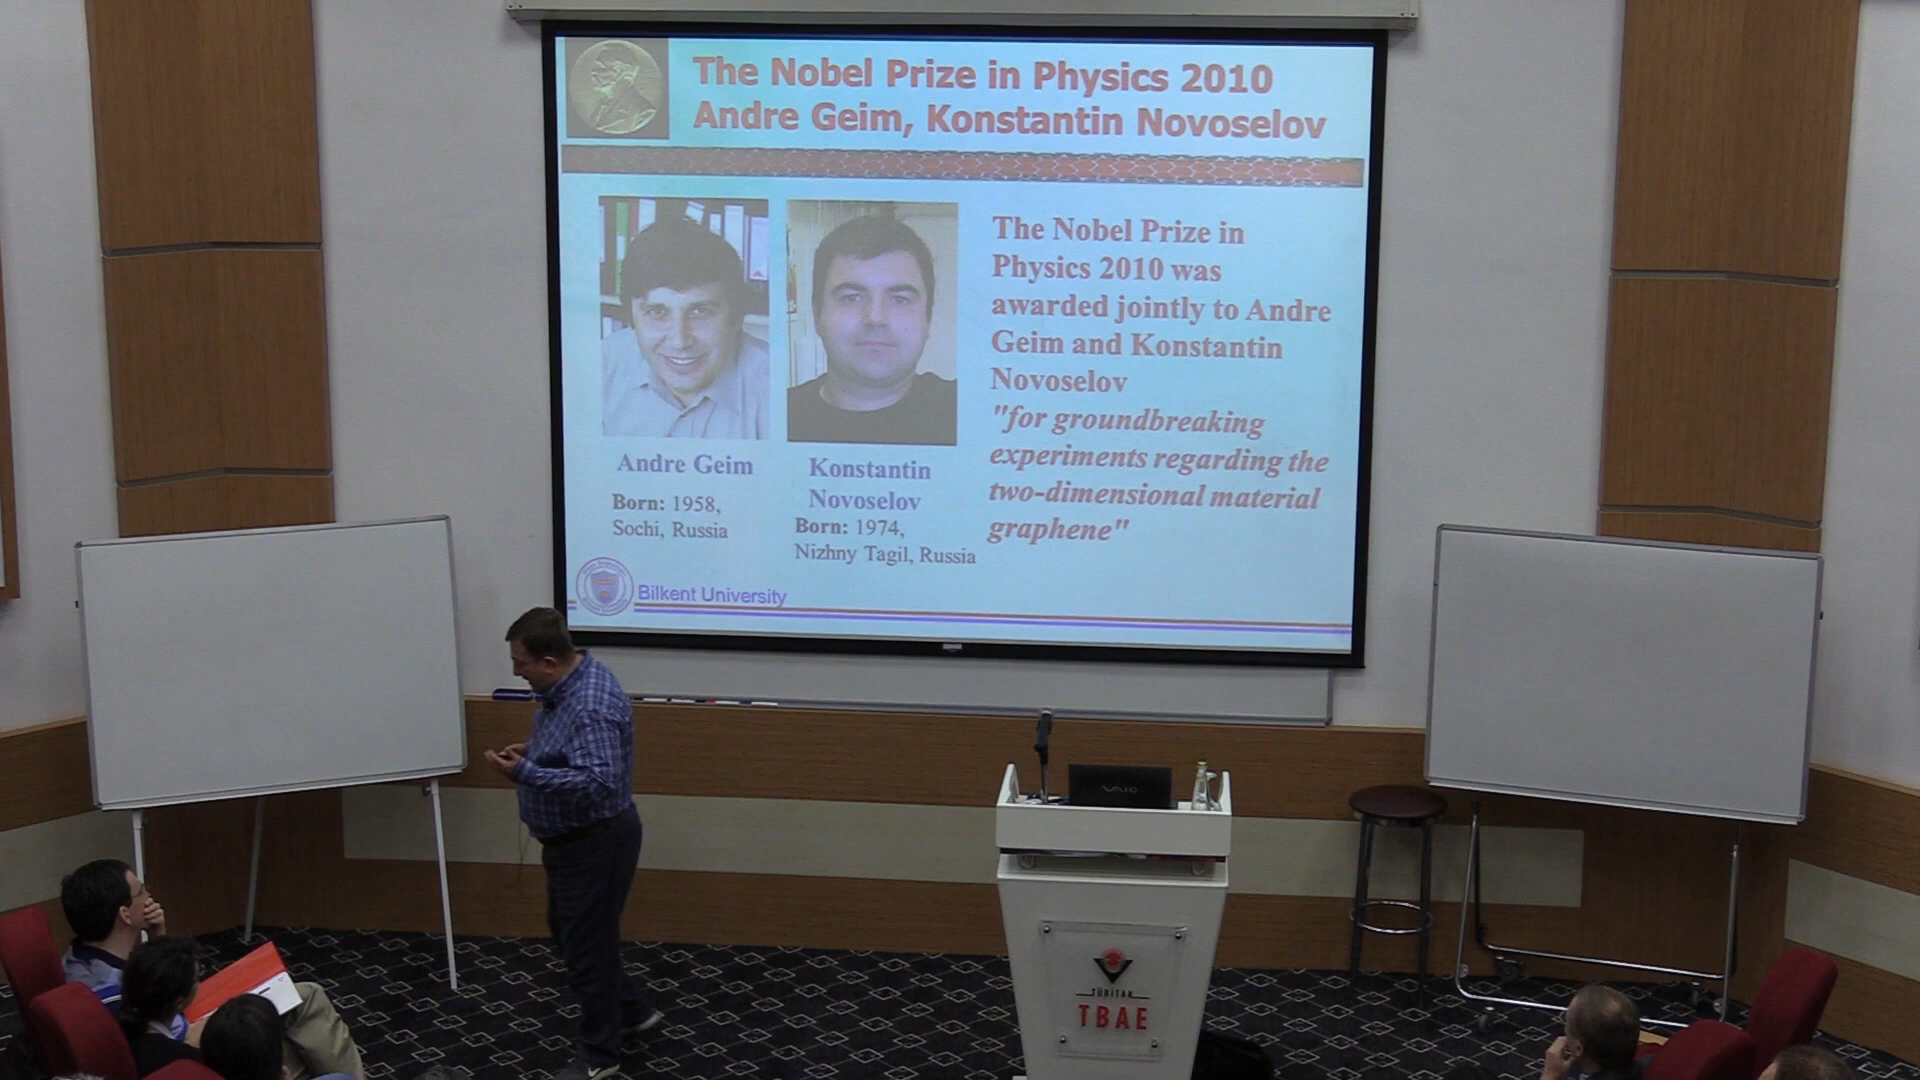 The Nobel Prize in Physics 2010
Andre Geim, Konstantin Novoselov
The Nobel Prize in
Physics 2010 was
awarded jointly to Andre
Geim and Konstantin
Novoselov
"for groundbreaking
experiments regarding the
two-dimensional material
graphene"
Andre Geim
Born: 1958,
Sochi, Russia
Konstantin
Novoselov
Born: 1974,
Nizhny Tagil, Russia
Bilkent University
VAIO
TÜBİTAK
TBAE